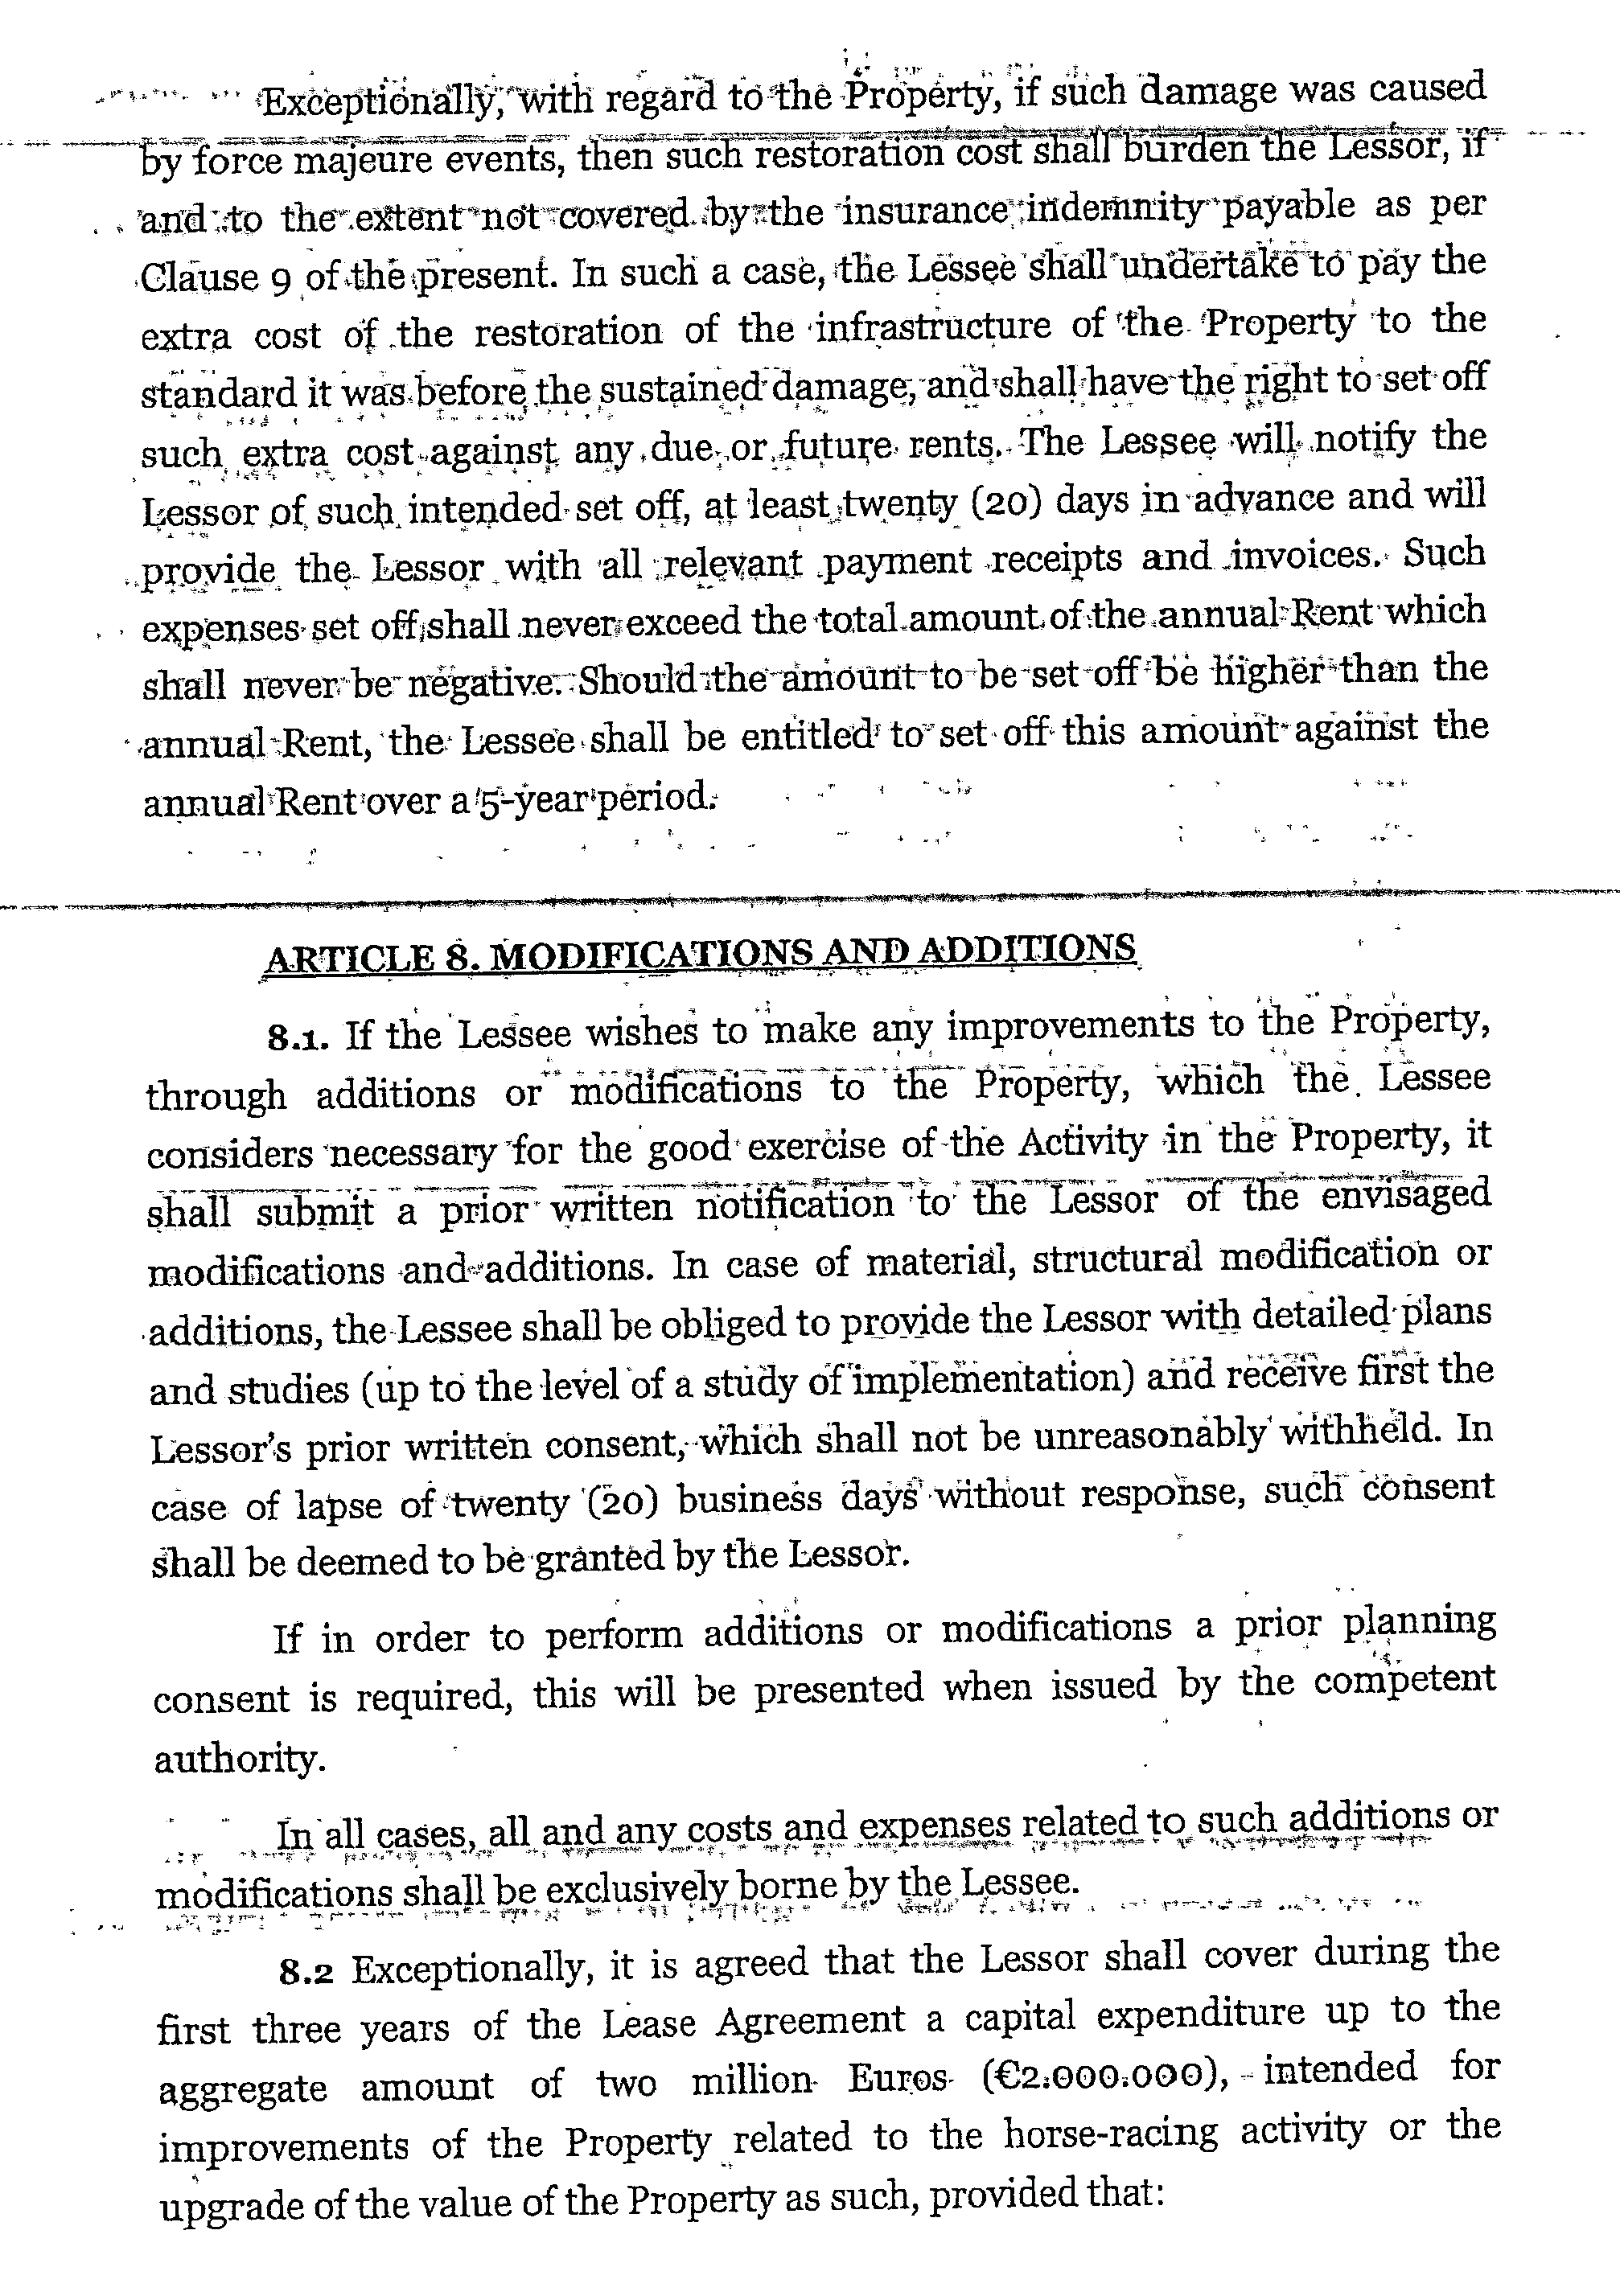 Exceptionally, with regard to the Property, if such damage was caused
by force majeure events, then such restoration cost shall burden the Lessor, if
and to the extent not covered by the insurance indemnity payable as per
Clause 9 of the present. In such a case, the Lessee shall undertake to pay the
extra cost of the restoration of the infrastructure of the Property to the
standard it was before the sustained damage, and shall have the right to set off
such extra cost against any due or future rents. The Lessee will notify the
Lessor of such intended set off, at least twenty (20) days in advance and will
provide the Lessor with all relevant payment receipts and invoices. Such
expenses set off shall never exceed the total amount of the annual Rent which
shall never be negative. Should the amount to be set off be higher than the
annual Rent, the Lessee shall be entitled to set off this amount against the
annual Rent over a 5-year period.
ARTICLE 8. MODIFICATIONS AND ADDITIONS
8.1. If the Lessee wishes to make any improvements to the Property,
through additions or modifications to the Property, which the Lessee
considers necessary for the good exercise of the Activity in the Property, it
shall submit a prior written notification to the Lessor of the envisaged
modifications and additions. In case of material, structural modification or
additions, the Lessee shall be obliged to provide the Lessor with detailed plans
and studies (up to the level of a study of implementation) and receive first the
Lessor's prior written consent, which shall not be unreasonably withheld. In
case of lapse of twenty (20) business days without response, such consent
shall be deemed to be granted by the Lessor.
If in order to perform additions or modifications a prior planning
consent is required, this will be presented when issued by the competent
authority.
In all cases, all and any costs and expenses related to such additions or
modifications shall be exclusively borne by the Lessee.
8.2 Exceptionally, it is agreed that the Lessor shall cover during the
first three years of the Lease Agreement a capital expenditure up to the
aggregate amount of two million Euros (€2.000.000), intended for
improvements of the Property related to the horse-racing activity or the
upgrade of the value of the Property as such, provided that: